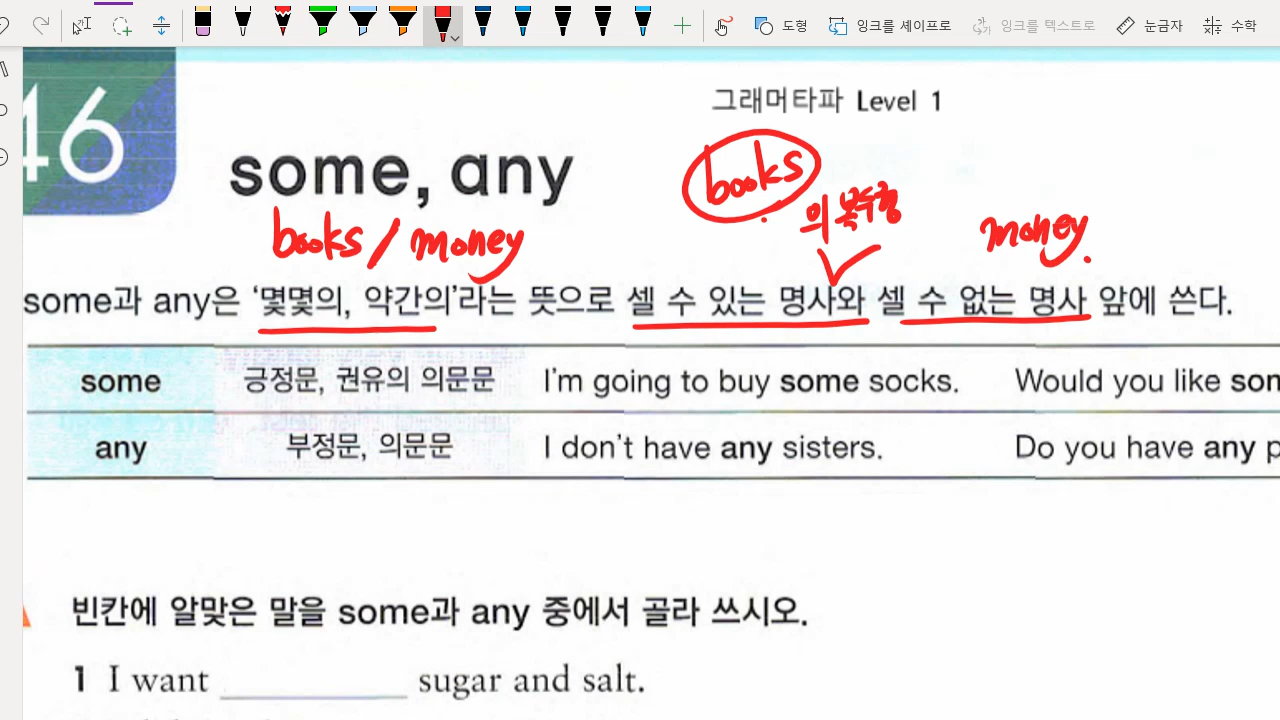 도형 잉크를 셰이프로 잉크를 텍스트로 눈금자 수학
46
그래머타파 Level 1
some, any
books
의 복수형
books / money
money.
some과 any은 ‘몇몇의, 약간의’라는 뜻으로 셀 수 있는 명사와 셀 수 없는 명사 앞에 쓴다.
some 긍정문, 권유의 의문문 I'm going to buy some socks. Would you like som
any 부정문, 의문문 I don't have any sisters. Do you have any p
빈칸에 알맞은 말을 some과 any 중에서 골라 쓰시오.
1 I want ________ sugar and salt.